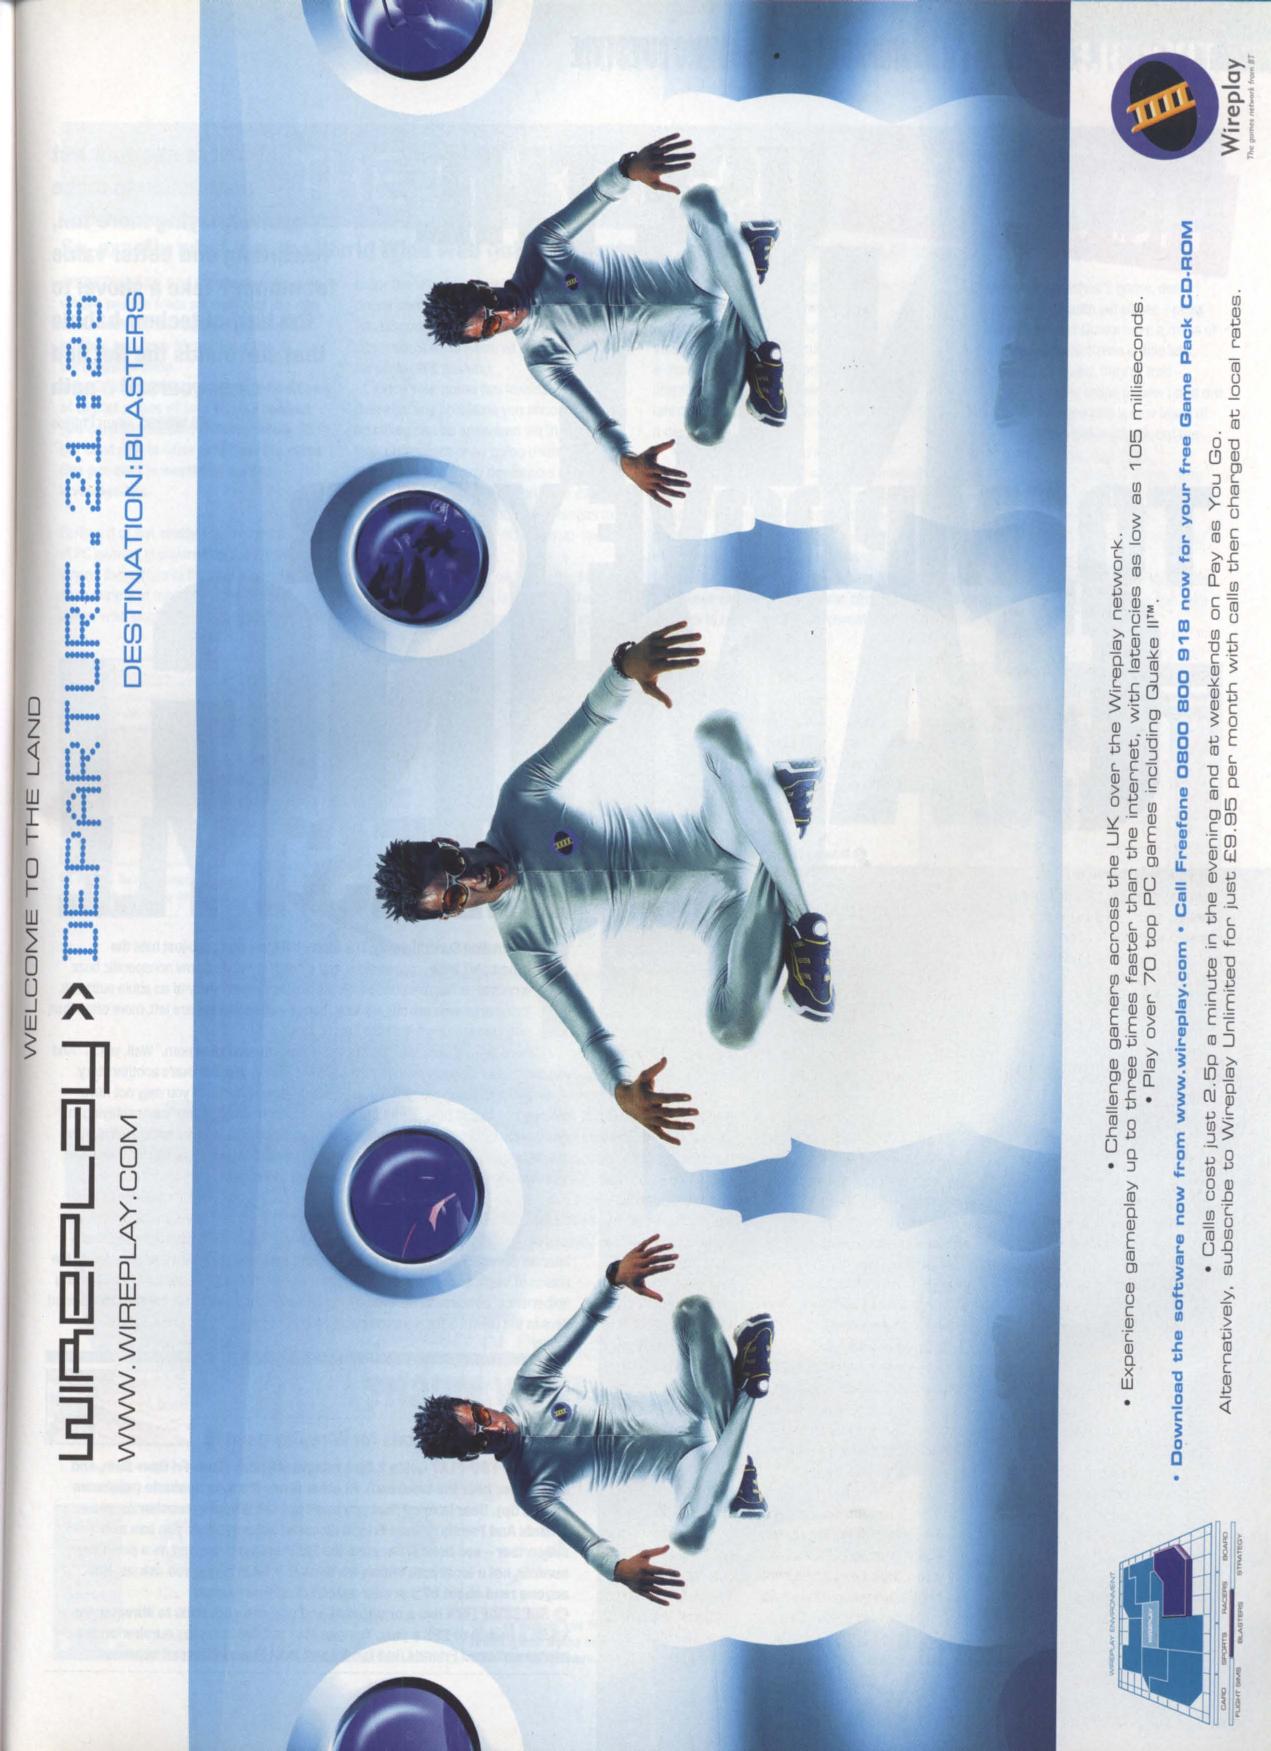 WELCOME TO THE LAND
WIREPLAY >> DEPARTURE:21:25
WWW.WIREPLAY.COM
DESTINATION:BLASTERS
• Challenge gamers across the UK over the Wireplay network.
• Experience gameplay up to three times faster than the internet, with latencies as low as 105 milliseconds.
• Play over 70 top PC games including Quake II™.
• Download the software now from www.wireplay.com • Call Freefone 0800 800 918 now for your free Game Pack CD-ROM
• Calls cost just 2.5p a minute in the evening and at weekends on Pay as You Go.
Alternatively, subscribe to Wireplay Unlimited for just £9.95 per month with calls then charged at local rates.
WIREPLAY ENVIRONMENT
WIREPLAY
CARD SPORTS RACERS BOARD
FLIGHT SIMS BLASTERS STRATEGY
Wireplay
The games network from BT